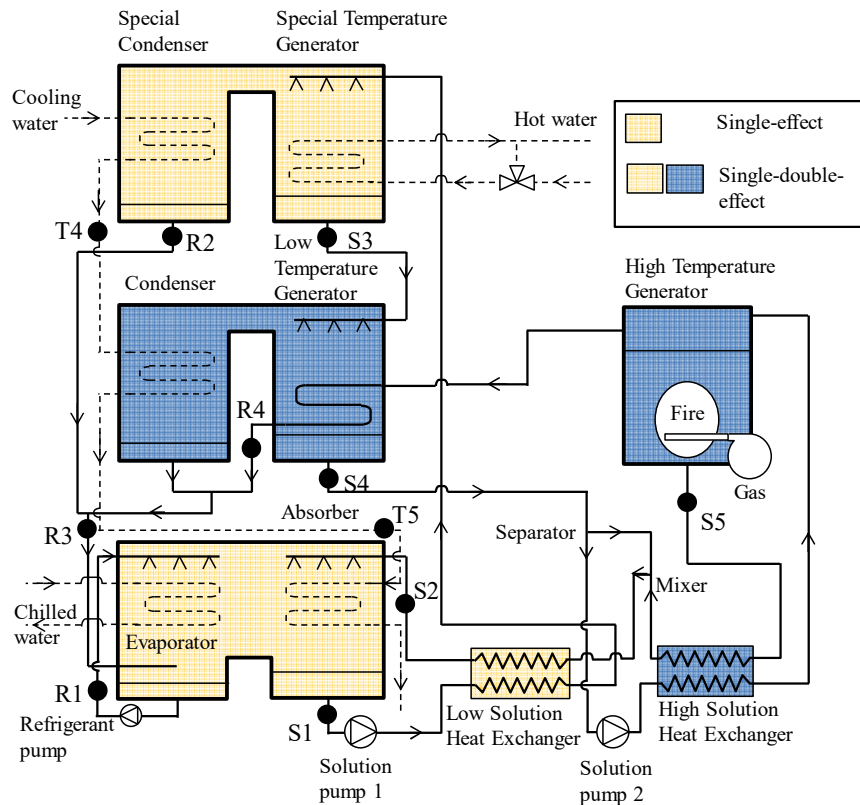 Special
Condenser
Special Temperature
Generator
Cooling
water
Hot water
Single-effect
Single-double-
effect
T4
R2
S3
Low
Temperature
Generator
Condenser
High Temperature
Generator
R4
Fire
Gas
S4
S5
Absorber
T5
Separator
R3
Mixer
S2
Chilled
water
Evaporator
R1
Refrigerant
pump
S1
Solution
pump 1
Low Solution
Heat Exchanger
Solution
pump 2
High Solution
Heat Exchanger